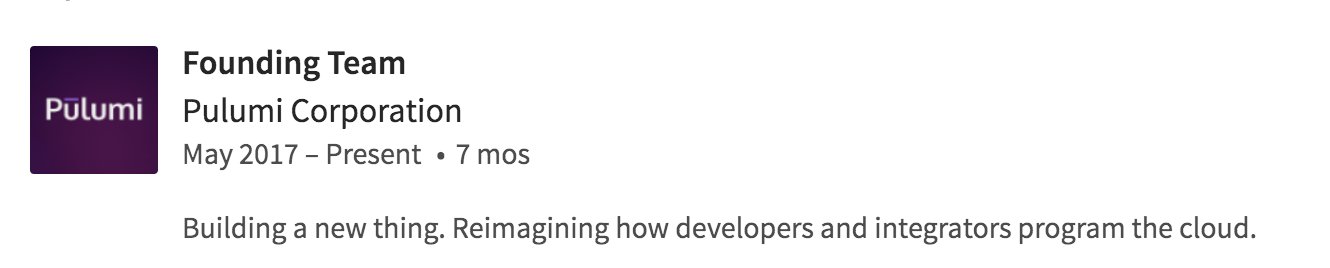 Pūlumi
Founding Team
Pulumi Corporation
May 2017 – Present • 7 mos
Building a new thing. Reimagining how developers and integrators program the cloud.